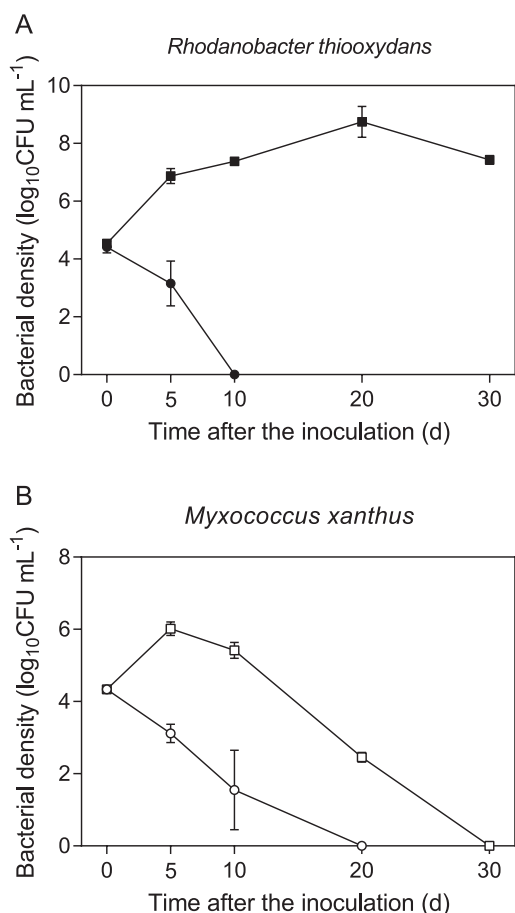 A
Rhodanobacter thiooxydans
10
8
6
4
2
0
Bacterial density (log₁₀CFU mL⁻¹)
0 5 10 20 30
Time after the inoculation (d)
B
Myxococcus xanthus
8
6
4
2
0
Bacterial density (log₁₀CFU mL⁻¹)
0 5 10 20 30
Time after the inoculation (d)